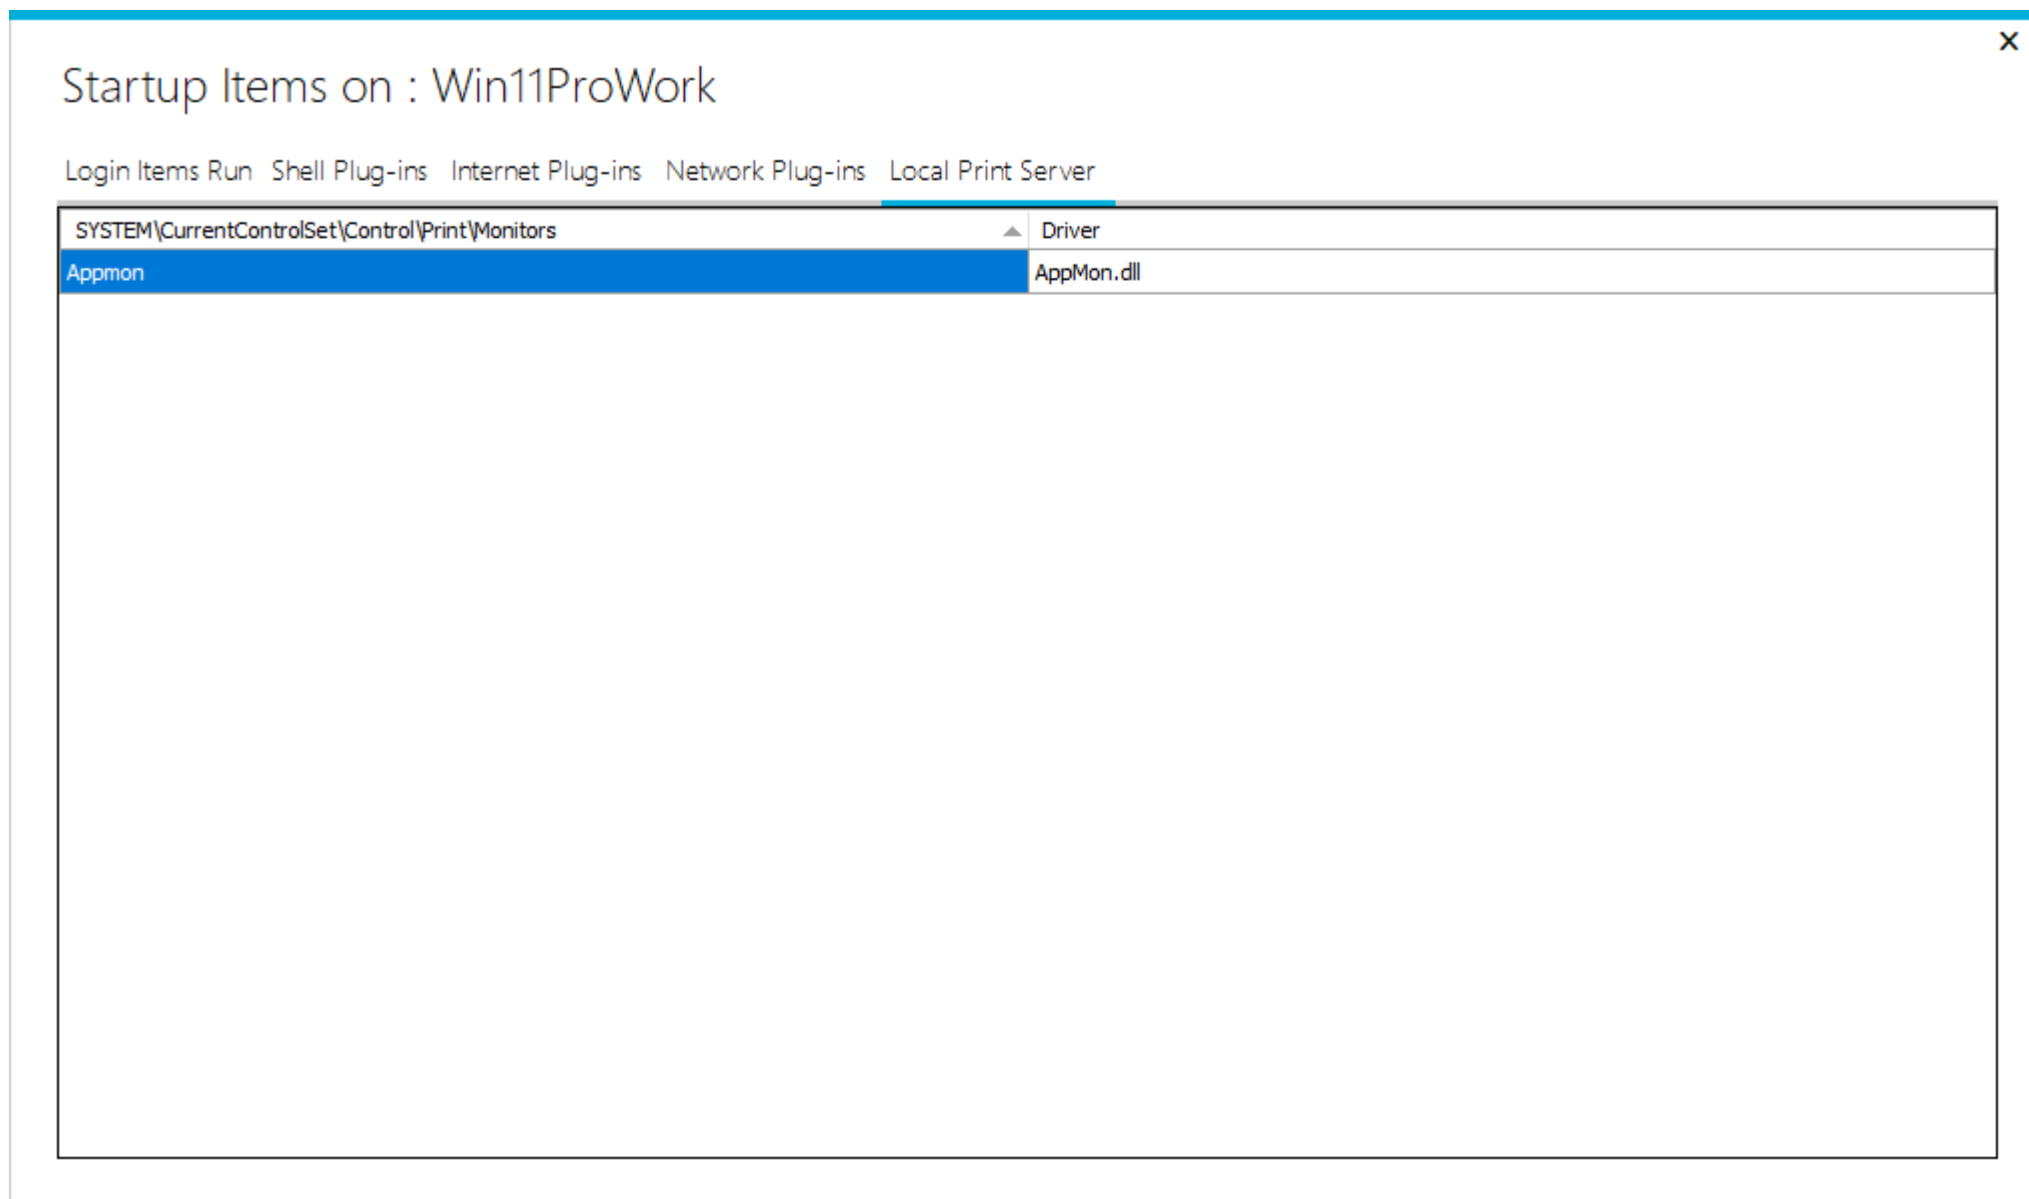 Startup Items on : Win11ProWork
Login Items Run Shell Plug-ins Internet Plug-ins Network Plug-ins Local Print Server
SYSTEM\CurrentControlSet\Control\Print\Monitors Driver
Appmon AppMon.dll